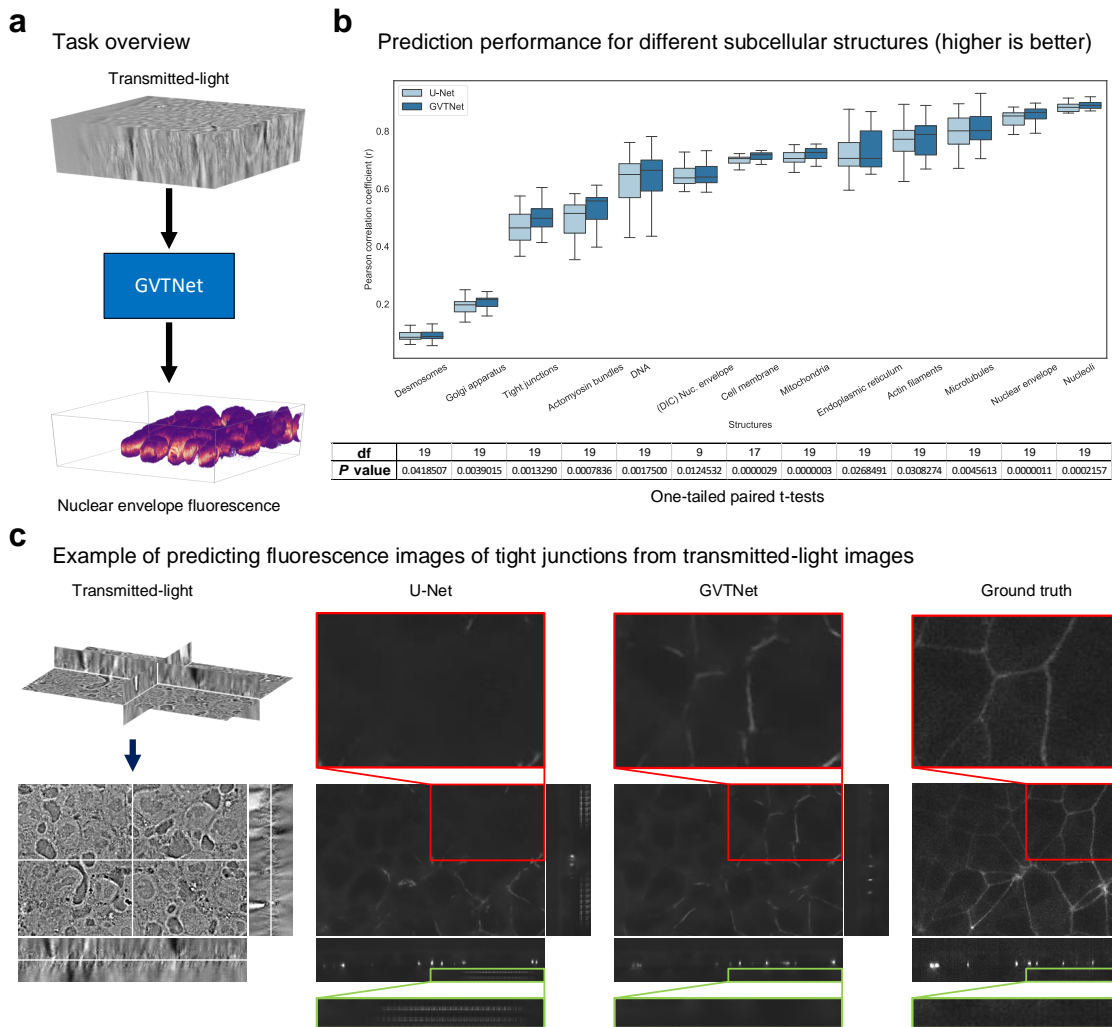 a
Task overview
Transmitted-light
GVTNet
Nuclear envelope fluorescence
b
Prediction performance for different subcellular structures (higher is better)
U-Net
GVTNet
Pearson correlation coefficient (r)
0.8
0.6
0.4
0.2
Desmosomes
Golgi apparatus
Tight junctions
Actomyosin bundles
DNA
(DIC) Nuc. envelope
Cell membrane
Mitochondria
Endoplasmic reticulum
Actin filaments
Microtubules
Nuclear envelope
Nucleoli
Structures
df 19 19 19 19 19 9 17 19 19 19 19 19 19
P value 0.0418507 0.0039015 0.0013290 0.0007836 0.0017500 0.0124532 0.0000029 0.0000003 0.0268491 0.0308274 0.0045613 0.0000011 0.0002157
One-tailed paired t-tests
c
Example of predicting fluorescence images of tight junctions from transmitted-light images
Transmitted-light
U-Net
GVTNet
Ground truth